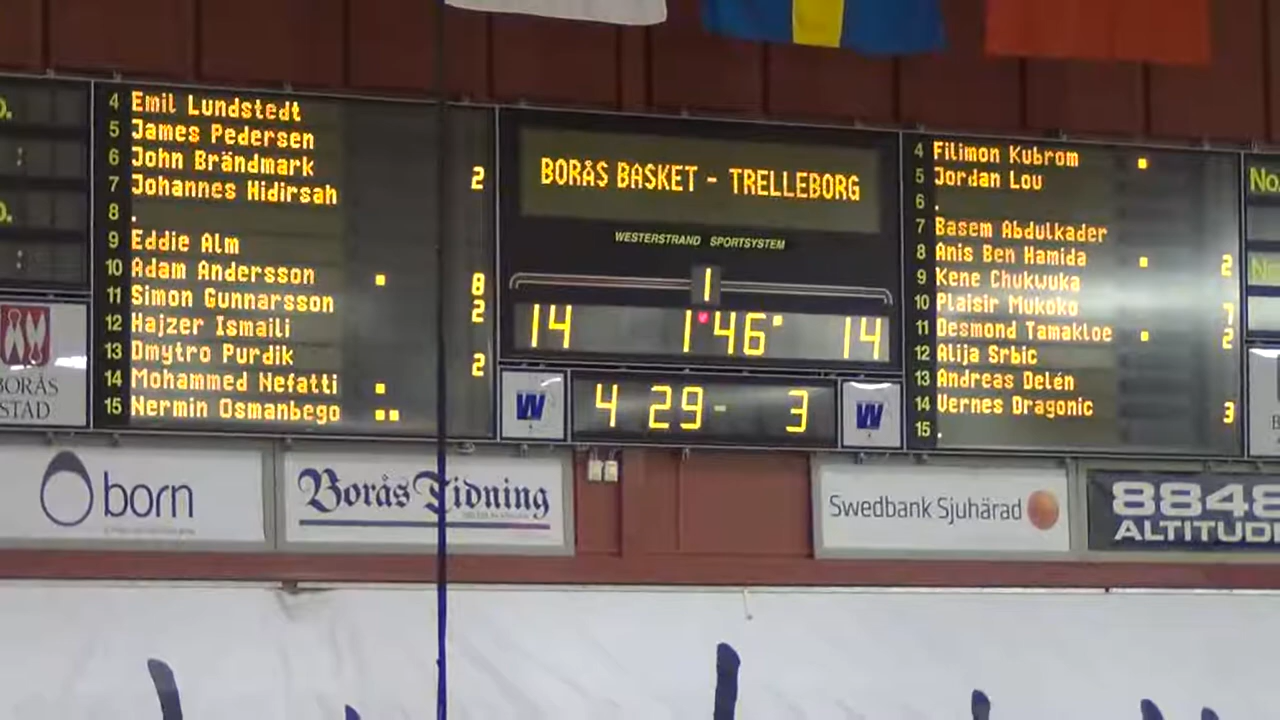 4 Emil Lundstedt
5 James Pedersen
6 John Brändmark
7 Johannes Hidirsah 2
8 .
9 Eddie Alm
10 Adam Andersson 8
11 Simon Gunnarsson 2
12 Hajzer Ismaili
13 Dmytro Purdik 2
14 Mohammed Nefatti
15 Nermin Osmanbego
BORÅS BASKET - TRELLEBORG
WESTERSTRAND SPORTSYSTEM
1
14 1:46 14
W 4 29- 3 W
4 Filimon Kubrom
5 Jordan Lou
6 .
7 Basem Abdulkader
8 Anis Ben Hamida 2
9 Kene Chukwuka
10 Plaisir Mukoko 7
11 Desmond Tamakloe 2
12 Alija Srbic
13 Andreas Delén
14 Vernes Dragonic 3
15 .
No.
BORÅS
STAD
born
Borås Tidning
Swedbank Sjuhärad
8848
ALTITUDE